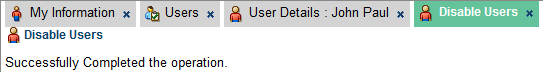 My Information x Users x User Details : John Paul x Disable Users x
Disable Users
Successfully Completed the operation.